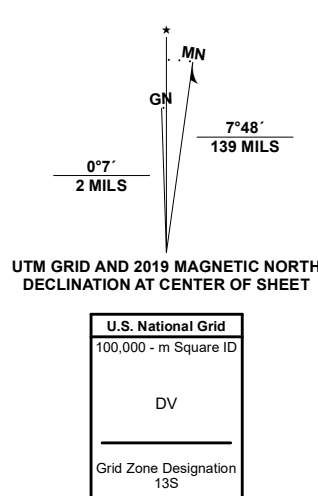 MN
GN
7°48´
139 MILS
0°7´
2 MILS
UTM GRID AND 2019 MAGNETIC NORTH
DECLINATION AT CENTER OF SHEET
U.S. National Grid
100,000 - m Square ID
DV
Grid Zone Designation
13S